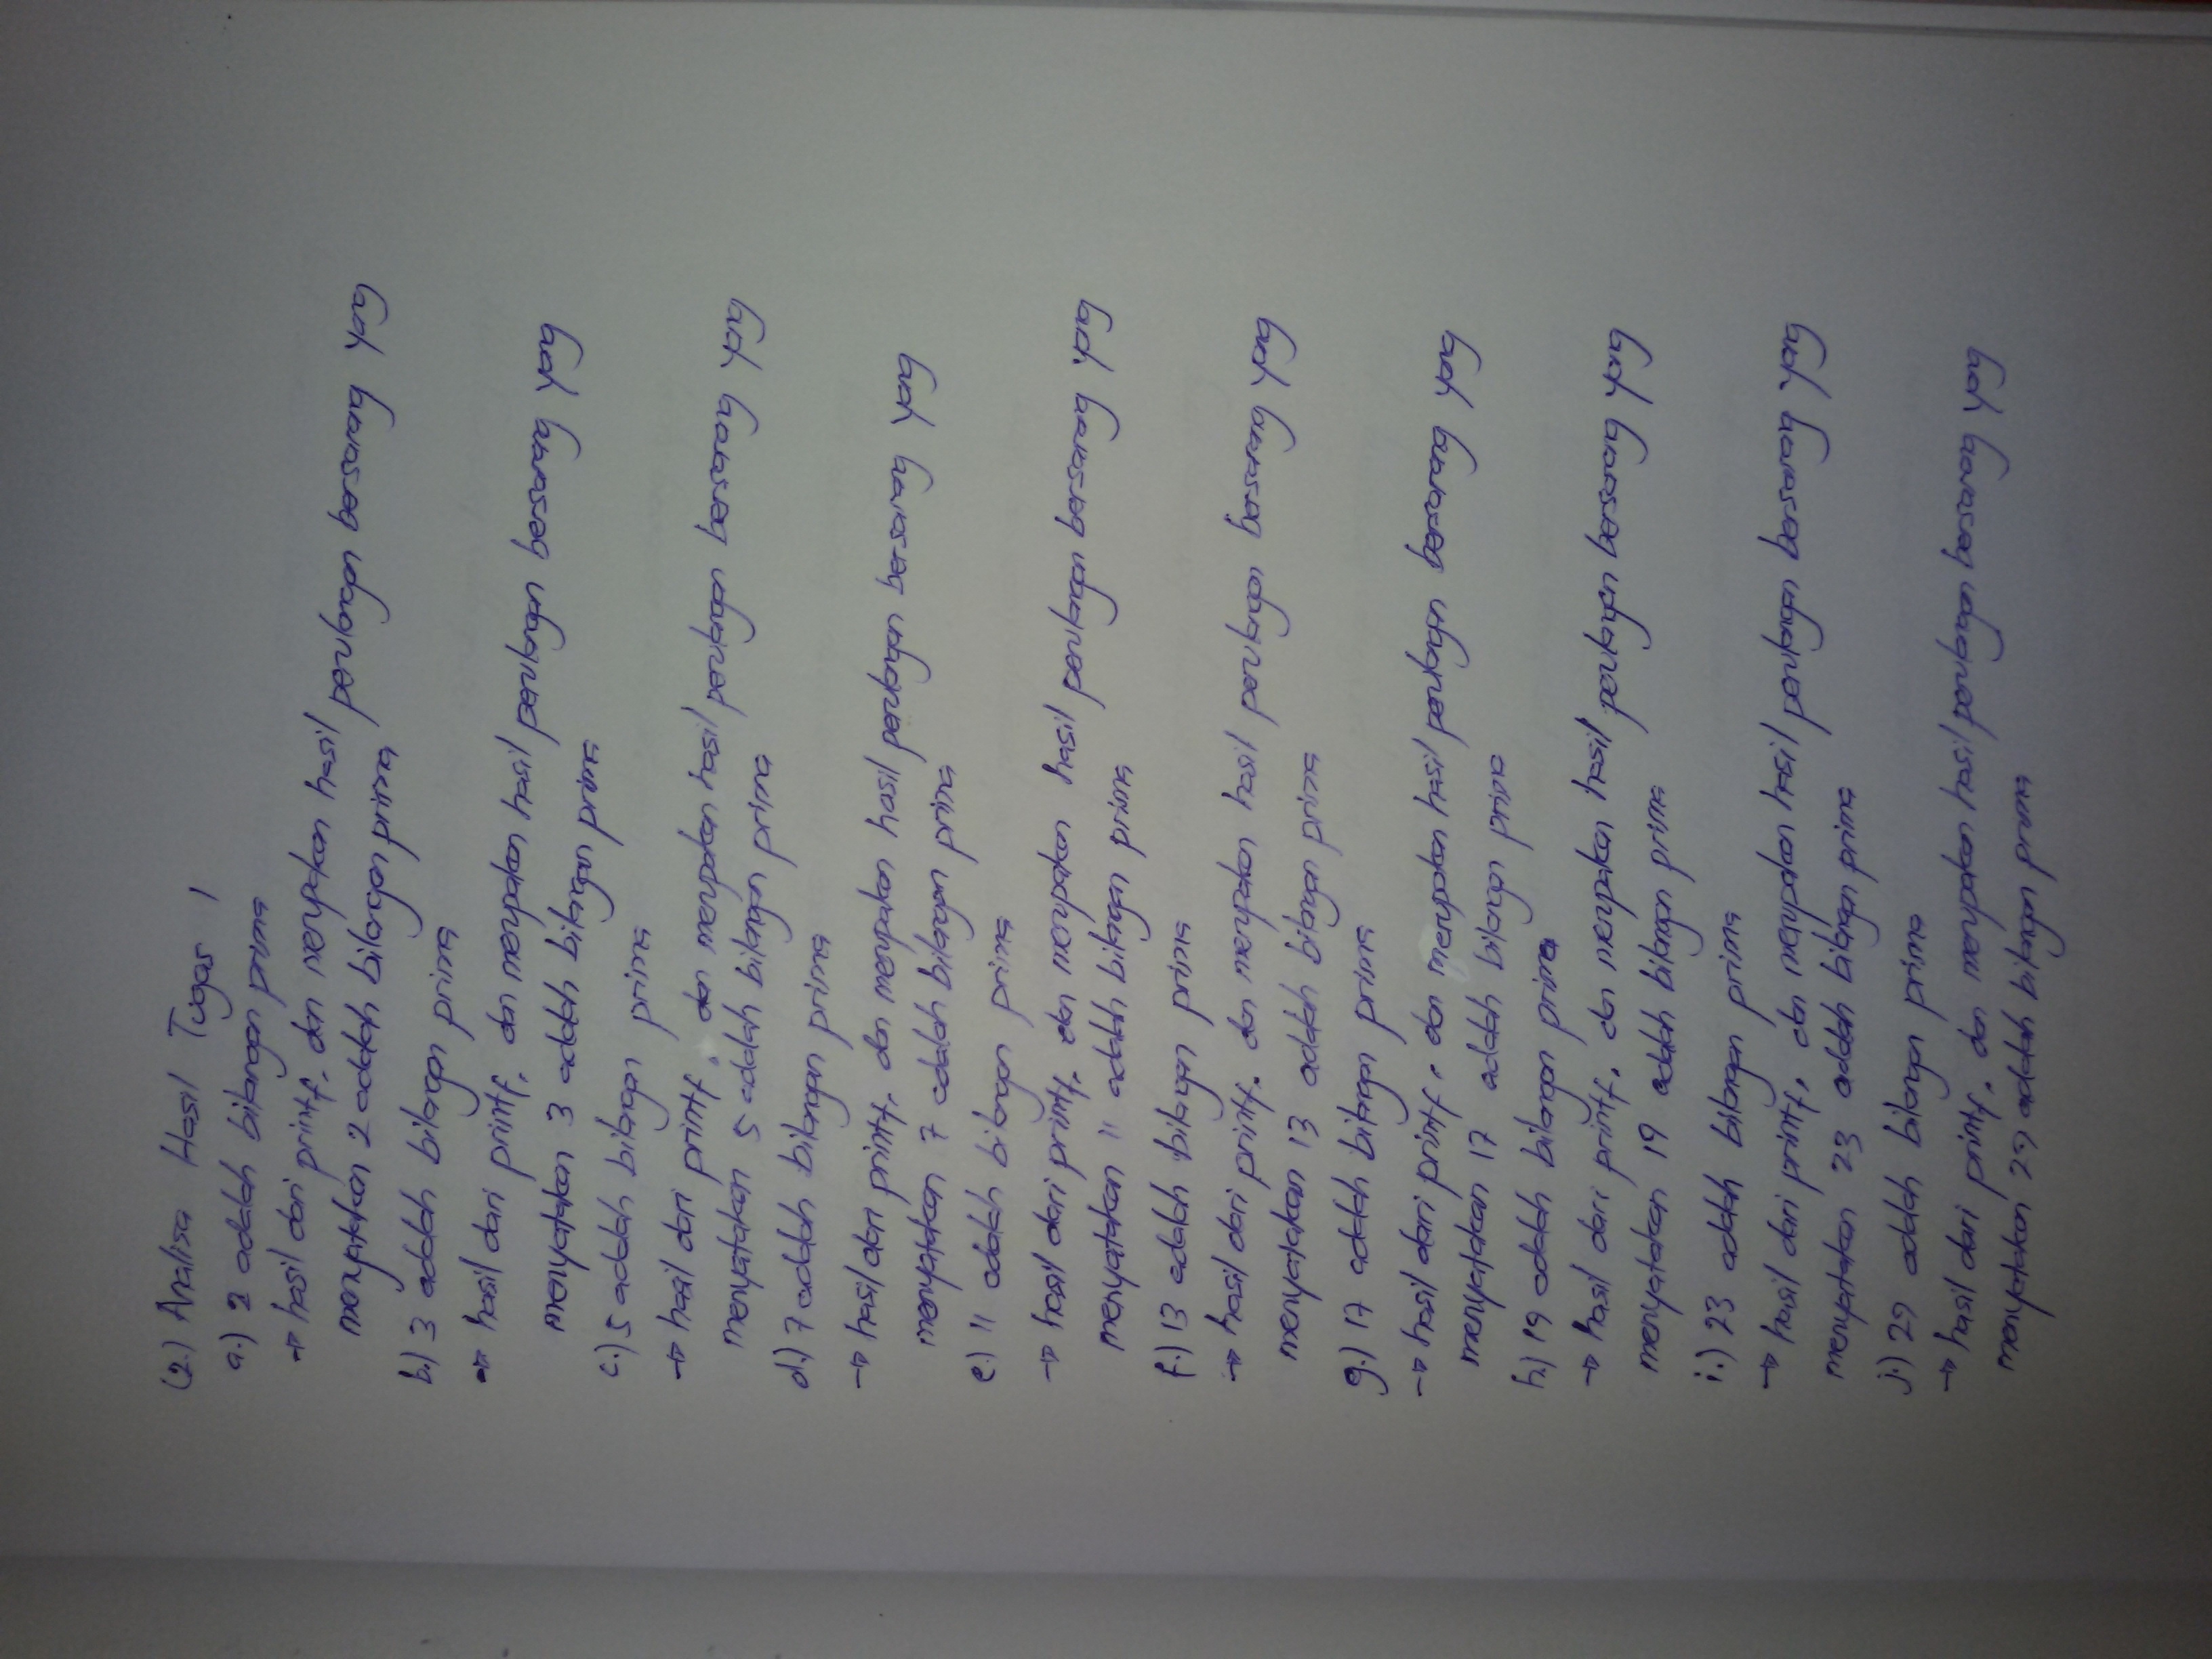 (2.) Analisa Hasil Tugas 1
a.) 2 adalah bilangan prima
→ hasil dari printf, dan merupakan hasil perulangan bersarang yang
menyatakan 2 adalah bilangan prima
b.) 3 adalah bilangan prima
→ hasil dari printf, dan merupakan hasil perulangan bersarang yang
menyatakan 3 adalah bilangan prima
c.) 5 adalah bilangan prima
→ hasil dari printf, dan merupakan hasil perulangan bersarang yang
menyatakan 5 adalah bilangan prima
d.) 7 adalah bilangan prima
→ hasil dari printf, dan merupakan hasil perulangan bersarang yang
menyatakan 7 adalah bilangan prima
e.) 11 adalah bilangan prima
→ hasil dari printf, dan merupakan hasil perulangan bersarang yang
menyatakan 11 adalah bilangan prima
f.) 13 adalah bilangan prima
→ hasil dari printf, dan merupakan hasil perulangan bersarang yang
menyatakan 13 adalah bilangan prima
g.) 17 adalah bilangan prima
→ hasil dari printf, dan merupakan hasil perulangan bersarang yang
menyatakan 17 adalah bilangan prima
h.) 19 adalah bilangan prima
→ hasil dari printf, dan merupakan hasil perulangan bersarang yang
menyatakan 19 adalah bilangan prima
i.) 23 adalah bilangan prima
→ hasil dari printf, dan merupakan hasil perulangan bersarang yang
menyatakan 23 adalah bilangan prima
j.) 29 adalah bilangan prima
→ hasil dari printf, dan merupakan hasil perulangan bersarang yang
menyatakan 29 adalah bilangan prima